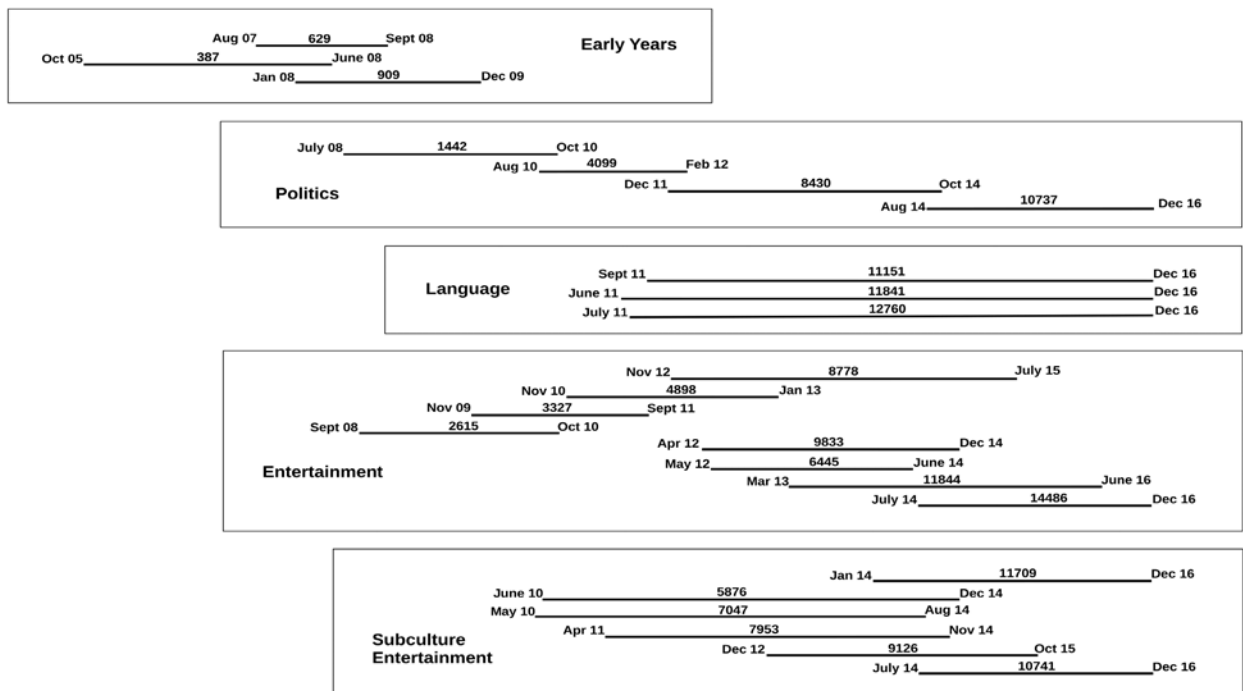 Aug 07 629 Sept 08 Early Years
Oct 05 387 June 08
Jan 08 909 Dec 09
July 08 1442 Oct 10
Aug 10 4099 Feb 12
Dec 11 8430 Oct 14
Politics
Aug 14 10737 Dec 16
Sept 11 11151 Dec 16
Language
June 11 11841 Dec 16
July 11 12760 Dec 16
Nov 12 8778 July 15
Nov 10 4898 Jan 13
Nov 09 3327 Sept 11
Sept 08 2615 Oct 10
Apr 12 9833 Dec 14
May 12 6445 June 14
Entertainment
Mar 13 11844 June 16
July 14 14486 Dec 16
Jan 14 11709 Dec 16
June 10 5876 Dec 14
May 10 7047 Aug 14
Apr 11 7953 Nov 14
Subculture
Entertainment
Dec 12 9126 Oct 15
July 14 10741 Dec 16